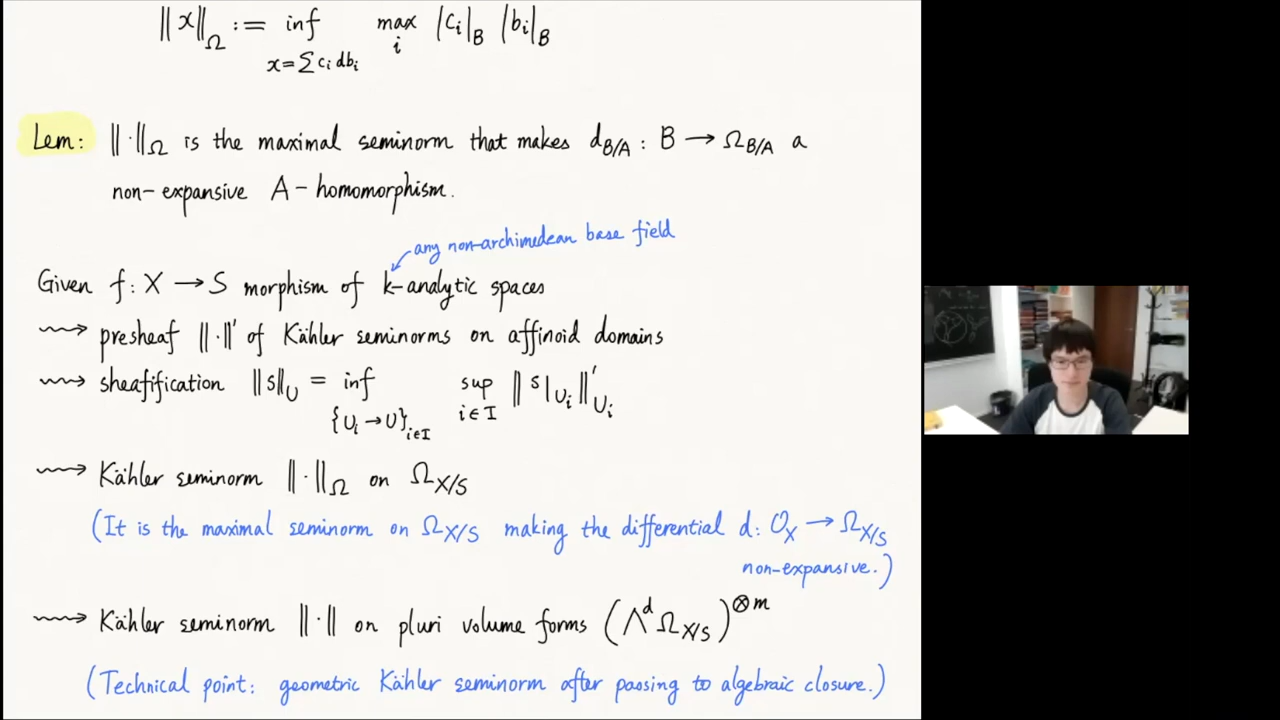 ‖x‖_Ω := inf_{x=Σc_i db_i} max_i |c_i|_B |b_i|_B
Lem: ‖·‖_Ω is the maximal seminorm that makes d_{B/A} : B → Ω_{B/A} a
non-expansive A-homomorphism.
any non-archimedean base field
Given f: X → S morphism of k-analytic spaces
⇝ presheaf ‖·‖' of Kähler seminorms on affinoid domains
⇝ sheafification ‖s‖_U = inf_{{U_i→U}_{i∈I}} sup_{i∈I} ‖s|_{U_i}‖'_{U_i}
⇝ Kähler seminorm ‖·‖_Ω on Ω_{X/S}
(It is the maximal seminorm on Ω_{X/S} making the differential d: O_X → Ω_{X/S}
non-expansive.)
⇝ Kähler seminorm ‖·‖ on pluri volume forms (Λ^d Ω_{X/S})^{⊗m}
(Technical point: geometric Kähler seminorm after passing to algebraic closure.)